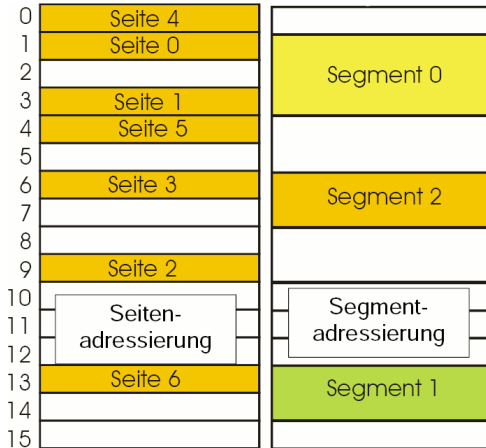 0 Seite 4
1 Seite 0
2
3 Seite 1
4 Seite 5
5
6 Seite 3
7
8
9 Seite 2
10
11
12
13 Seite 6
14
15
Seiten-
adressierung
Segment 0
Segment 2
Segment-
adressierung
Segment 1